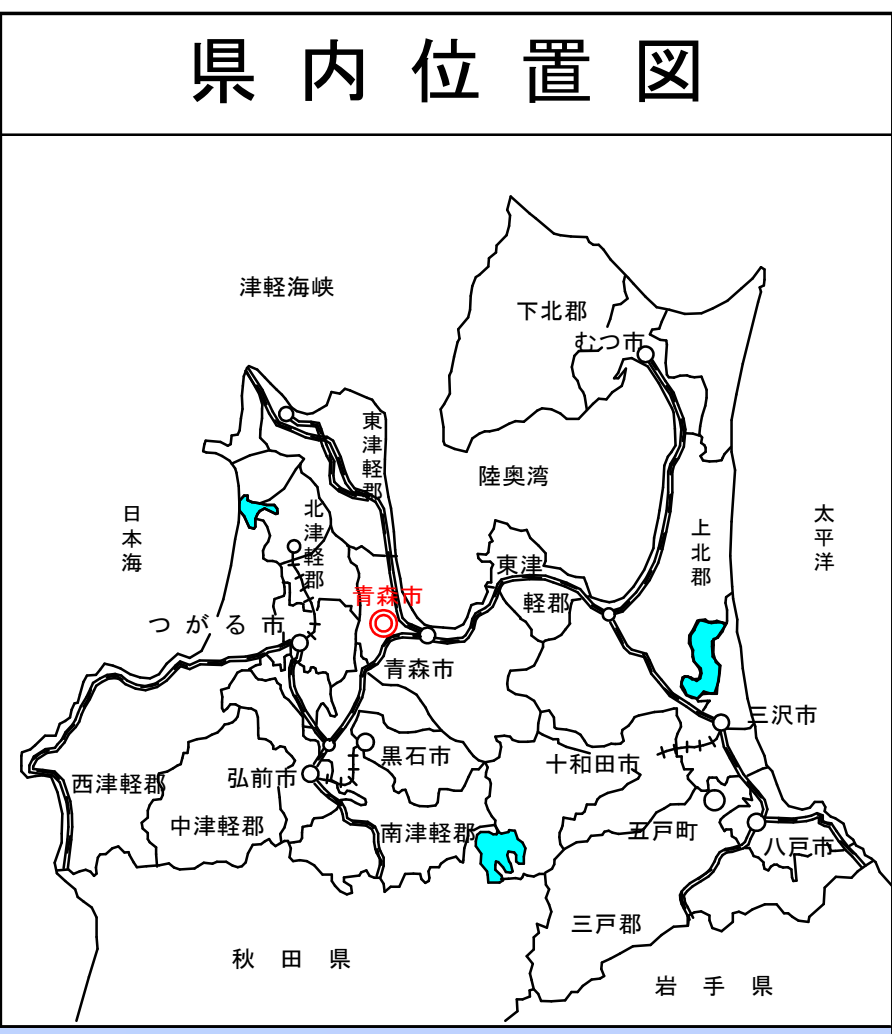 県内位置図
津軽海峡
下北郡
むつ市
東津軽郡
陸奥湾
北津軽郡
日本海
太平洋
上北郡
東津
軽郡
青森市
つがる市
青森市
三沢市
黒石市
十和田市
西津軽郡
弘前市
中津軽郡
南津軽郡
五戸町
八戸市
三戸郡
秋田県
岩手県